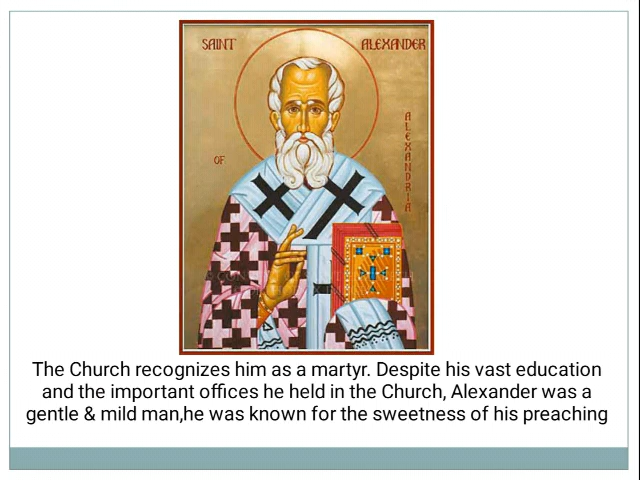 SAINT ALEXANDER
OF ALEXANDRIA
The Church recognizes him as a martyr. Despite his vast education
and the important offices he held in the Church, Alexander was a
gentle & mild man,he was known for the sweetness of his preaching